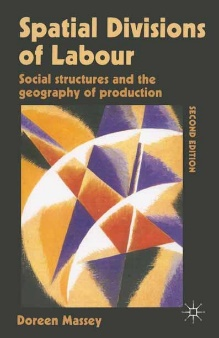 Spatial Divisions
of Labour
Social structures and the
geography of production
SECOND EDITION
Doreen Massey